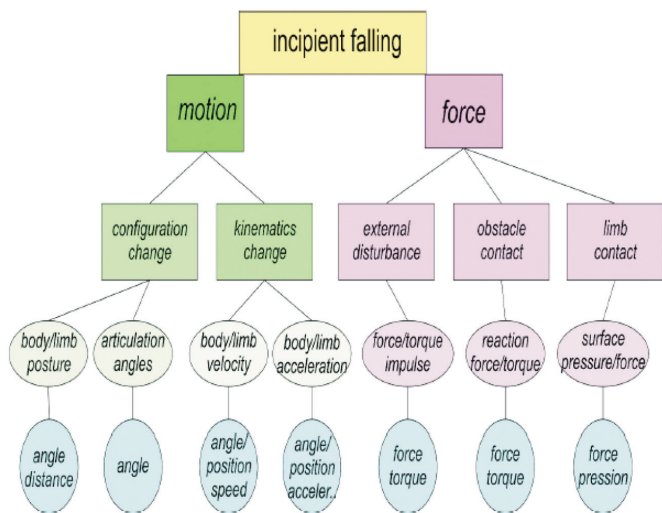 incipient falling
motion
force
configuration
change
kinematics
change
external
disturbance
obstacle
contact
limb
contact
body/limb
posture
articulation
angles
body/limb
velocity
body/limb
acceleration
force/torque
impulse
reaction
force/torque
surface
pressure/force
angle
distance
angle
angle/
position
speed
angle/
position
acceler..
force
torque
force
torque
force
pression